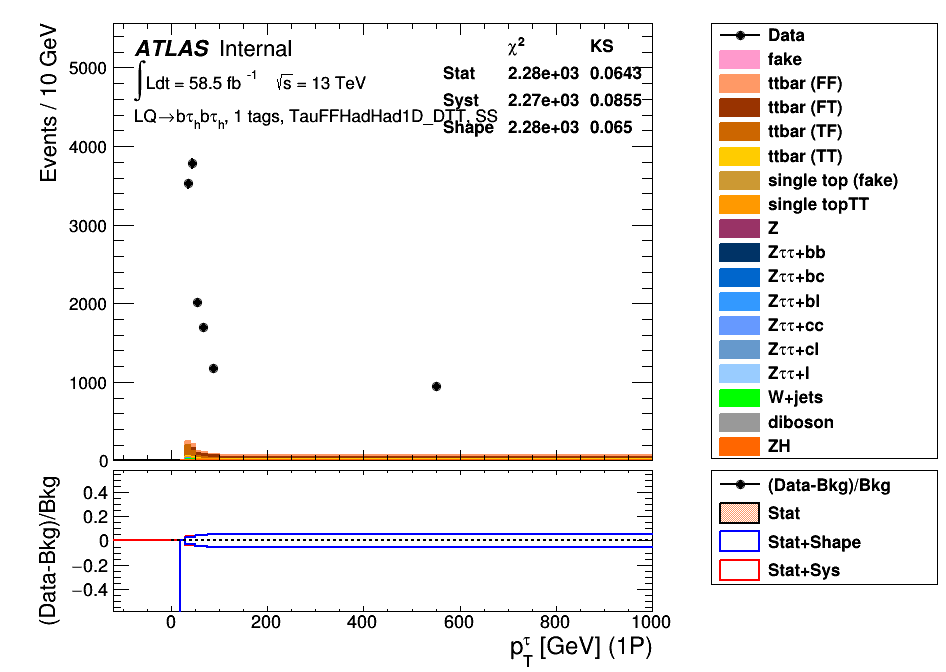 ATLAS Internal
∫Ldt = 58.5 fb⁻¹ √s = 13 TeV
LQ→bτₕbτₕ, 1 tags, TauFFHadHad1D_DTT, SS
χ² KS
Stat 2.28e+03 0.0643
Syst 2.27e+03 0.0855
Shape 2.28e+03 0.065
Events / 10 GeV
5000
4000
3000
2000
1000
0
(Data-Bkg)/Bkg
0.4
0.2
0
−0.2
−0.4
0 200 400 600 800 1000
p_T^τ [GeV] (1P)
Data
fake
ttbar (FF)
ttbar (FT)
ttbar (TF)
ttbar (TT)
single top (fake)
single topTT
Z
Zττ+bb
Zττ+bc
Zττ+bl
Zττ+cc
Zττ+cl
Zττ+l
W+jets
diboson
ZH
(Data-Bkg)/Bkg
Stat
Stat+Shape
Stat+Sys